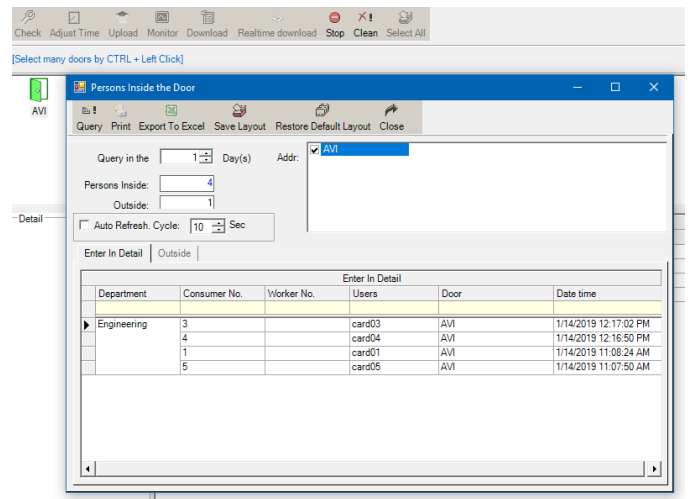 Check Adjust Time Upload Monitor Download Realtime download Stop Clean Select All
[Select many doors by CTRL + Left Click]
AVI
Persons Inside the Door
Query Print Export To Excel Save Layout Restore Default Layout Close
Query in the 1 Day(s) Addr: AVI
Persons Inside: 4
Outside: 1
Detail
Auto Refresh. Cycle: 10 Sec
Enter In Detail Outside
Enter In Detail
Department Consumer No. Worker No. Users Door Date time
Engineering 3 card03 AVI 1/14/2019 12:17:02 PM
4 card04 AVI 1/14/2019 12:16:50 PM
1 card01 AVI 1/14/2019 11:08:24 AM
5 card05 AVI 1/14/2019 11:07:50 AM